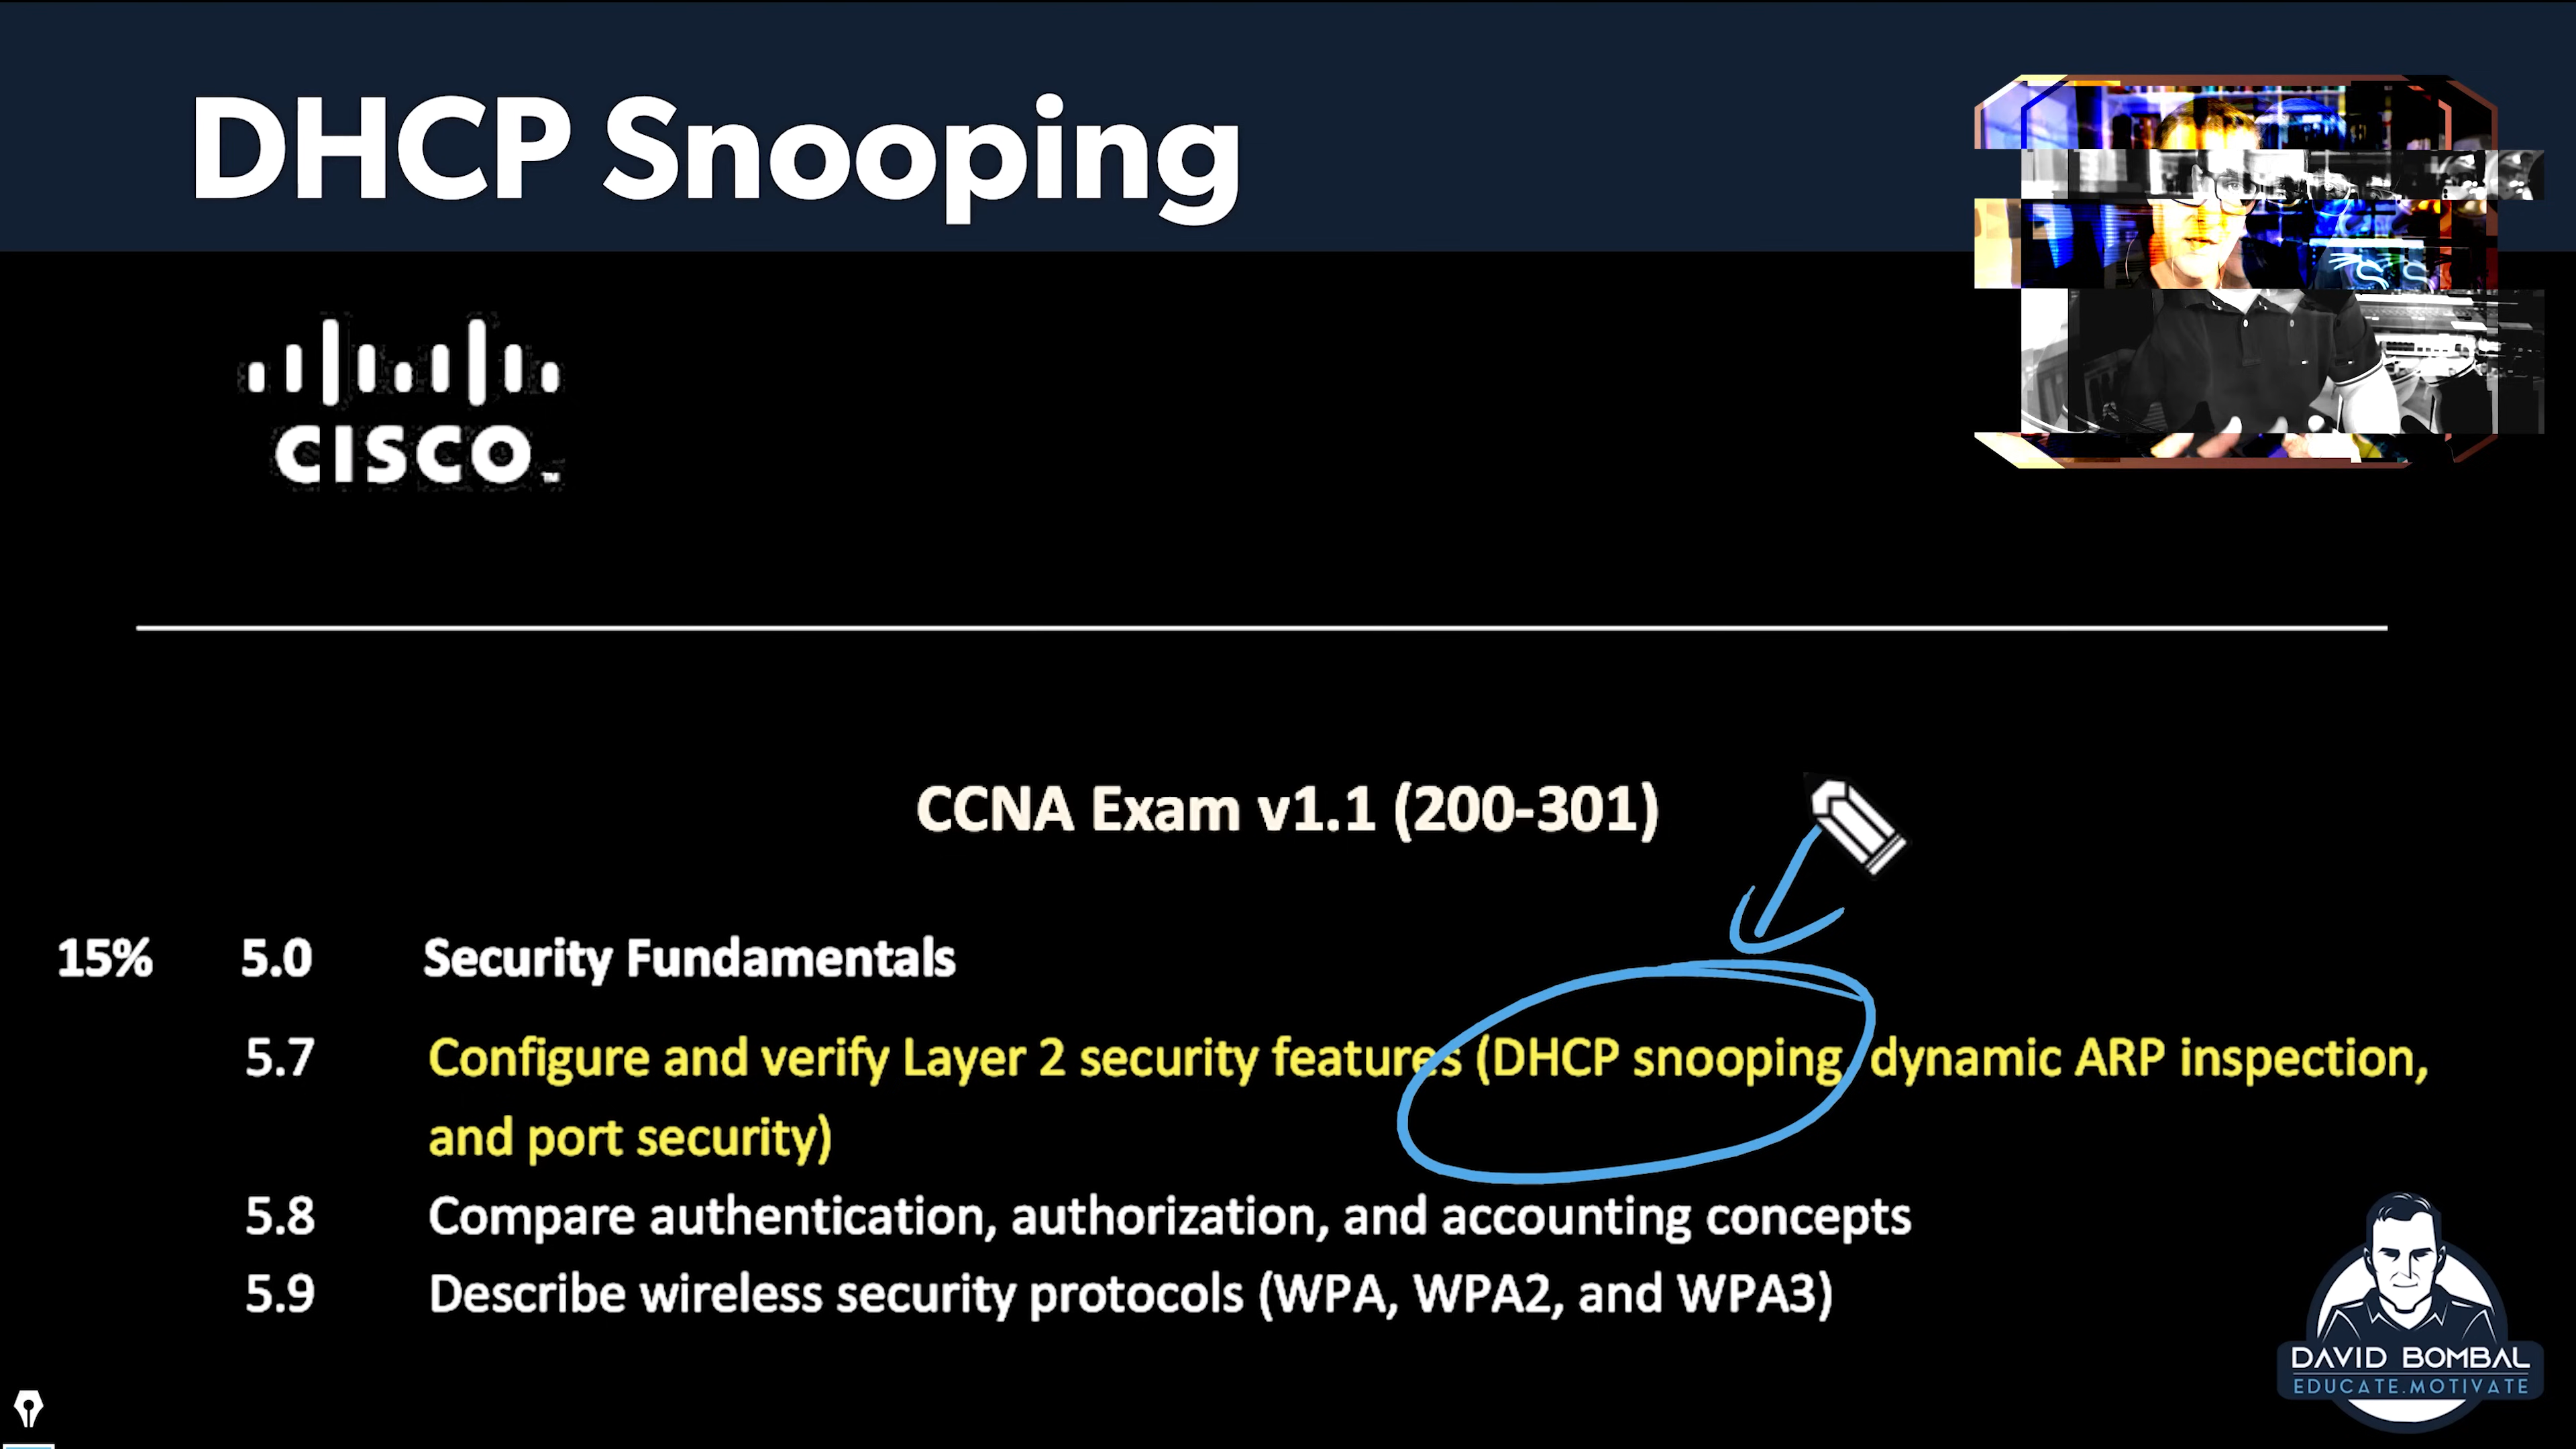 DHCP Snooping
CISCO™
CCNA Exam v1.1 (200-301)
15% 5.0 Security Fundamentals
5.7 Configure and verify Layer 2 security features (DHCP snooping, dynamic ARP inspection,
and port security)
5.8 Compare authentication, authorization, and accounting concepts
5.9 Describe wireless security protocols (WPA, WPA2, and WPA3)
DAVID BOMBAL
EDUCATE.MOTIVATE